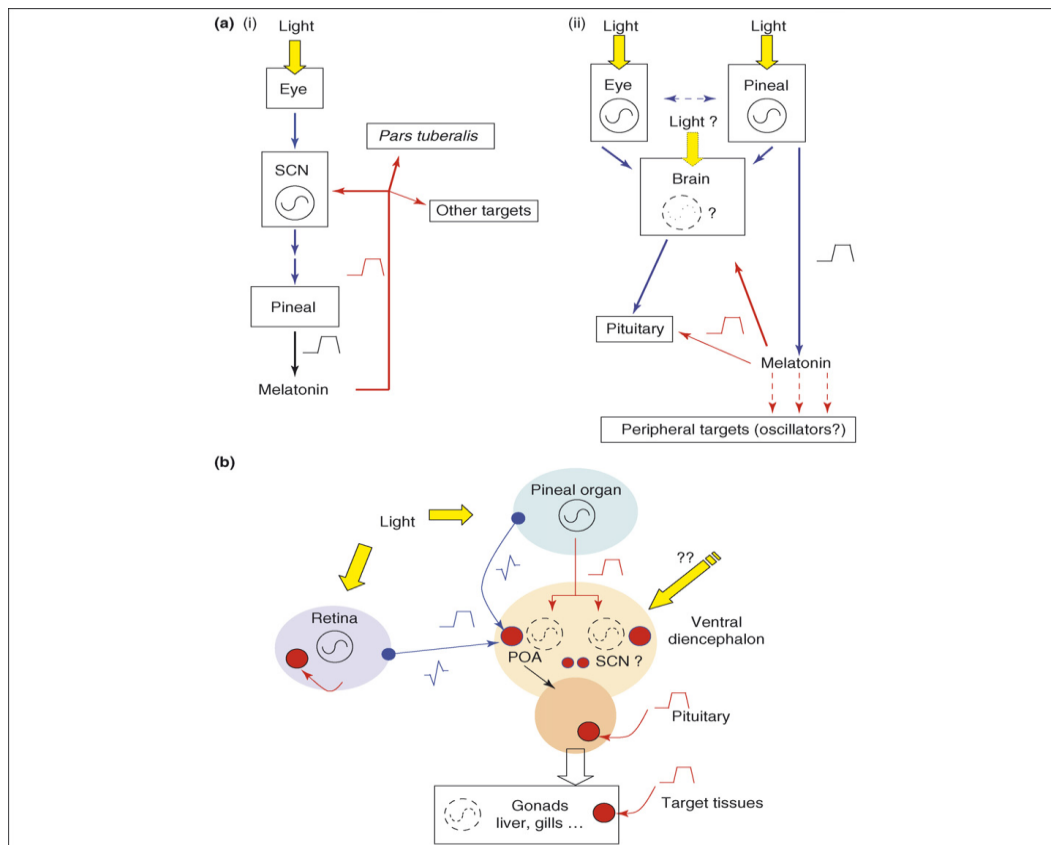 (a) (i)
Light
Eye
SCN
Pars tuberalis
Other targets
Pineal
Melatonin
(ii)
Light
Light
Eye
Pineal
Light ?
Brain
?
Pituitary
Melatonin
Peripheral targets (oscillators?)
(b)
Pineal organ
Light
??
Retina
Ventral
diencephalon
POA
SCN ?
Pituitary
Gonads
liver, gills ...
Target tissues